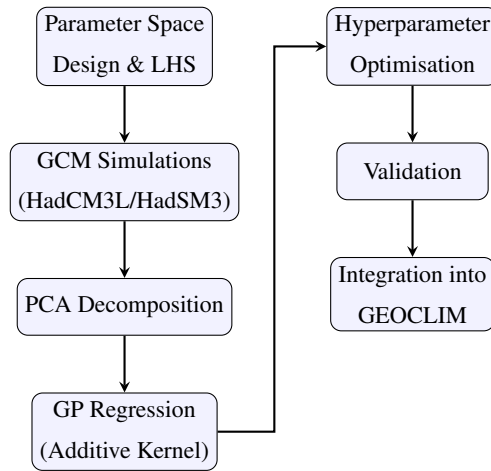 Parameter Space
Design & LHS
GCM Simulations
(HadCM3L/HadSM3)
PCA Decomposition
GP Regression
(Additive Kernel)
Hyperparameter
Optimisation
Validation
Integration into
GEOCLIM